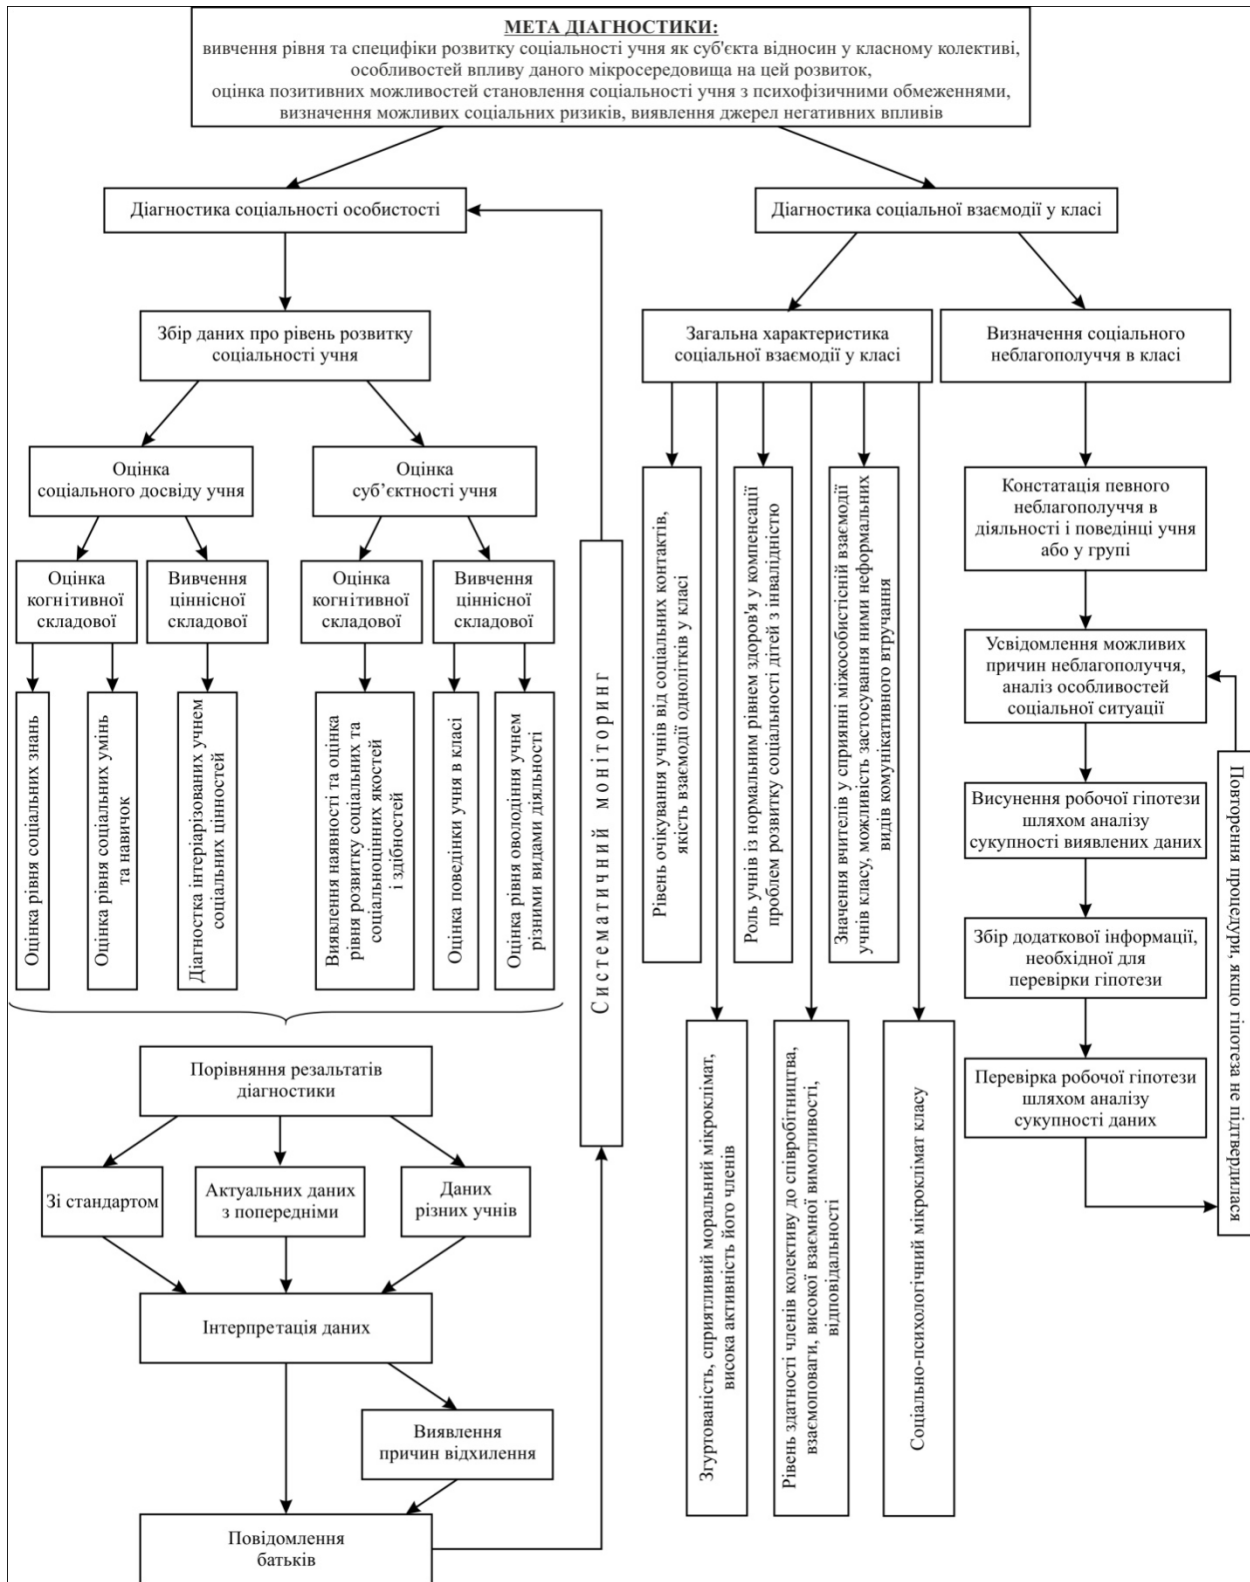 МЕТА ДІАГНОСТИКИ:
вивчення рівня та специфіки розвитку соціальності учня як суб'єкта відносин у класному колективі,
особливостей впливу даного мікросередовища на цей розвиток,
оцінка позитивних можливостей становлення соціальності учня з психофізичними обмеженнями,
визначення можливих соціальних ризиків, виявлення джерел негативних впливів
Діагностика соціальності особистості
Діагностика соціальної взаємодії у класі
Збір даних про рівень розвитку
соціальності учня
Загальна характеристика
соціальної взаємодії у класі
Визначення соціального
неблагополуччя в класі
Оцінка
соціального досвіду учня
Оцінка
суб’єктності учня
Оцінка
когнітивної
складової
Вивчення
ціннісної
складової
Оцінка
когнітивної
складової
Вивчення
ціннісної
складової
Оцінка рівня соціальних знань
Оцінка рівня соціальних умінь
та навичок
Діагностка інтеріарізованих учнем
соціальних цінностей
Виявлення наявності та оцінка
рівня розвитку соціальних та
соціальноцінних якостей
і здібностей
Оцінка поведінки учня в класі
Оцінка рівня оволодіння учнем
різними видами діяльності
Систематичний моніторинг
Рівень очікування учнів від соціальних контактів,
якість взаємодії однолітків у класі
Роль учнів із нормальним рівнем здоров'я у компенсації
проблем розвитку соціальності дітей з інвалідністю
Значення вчителів у сприянні міжособистісній взаємодії
учнів класу, можливість застосування ними неформальних
видів комунікативного втручання
Згуртованість, сприятливий моральний мікроклімат,
висока активність його членів
Рівень здатності членів колективу до співробітництва,
взаємоповаги, високої взаємної вимогливості,
відповідальності
Соціально-психологічний мікроклімат класу
Констатація певного
неблагополуччя в
діяльності і поведінці учня
або у групі
Усвідомлення можливих
причин неблагополуччя,
аналіз особливостей
соціальної ситуації
Висунення робочої гіпотези
шляхом аналізу
сукупності виявлених даних
Збір додаткової інформації,
необхідної для
перевірки гіпотези
Перевірка робочої гіпотези
шляхом аналізу
сукупності даних
Повторення процедури, якщо гіпотеза не підтвердилася
Порівняння резальтатів
діагностики
Зі стандартом
Актуальних даних
з попередніми
Даних
різних учнів
Інтерпретація даних
Виявлення
причин відхилення
Повідомлення
батьків